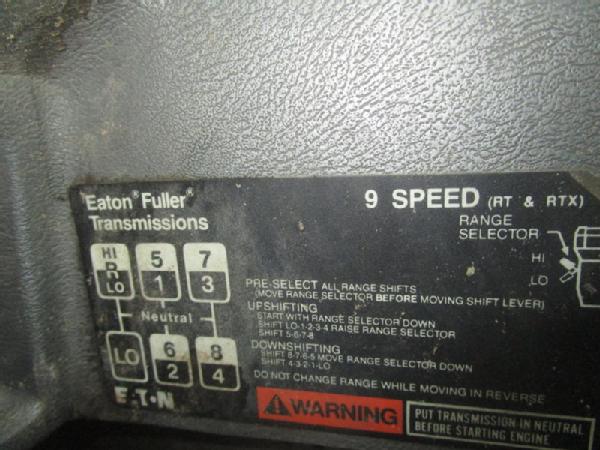 Eaton® Fuller® Transmissions
9 SPEED (RT & RTX)
RANGE SELECTOR
HI
LO
HI R LO
5 1
7 3
Neutral
LO
6 2
8 4
EATON
PRE-SELECT ALL RANGE SHIFTS
(MOVE RANGE SELECTOR BEFORE MOVING SHIFT LEVER)
UPSHIFTING
START WITH RANGE SELECTOR DOWN
SHIFT LO-1-2-3-4 RAISE RANGE SELECTOR
SHIFT 5-6-7-8
DOWNSHIFTING
SHIFT 8-7-6-5 MOVE RANGE SELECTOR DOWN
SHIFT 4-3-2-1-LO
DO NOT CHANGE RANGE WHILE MOVING IN REVERSE
WARNING
PUT TRANSMISSION IN NEUTRAL
BEFORE STARTING ENGINE